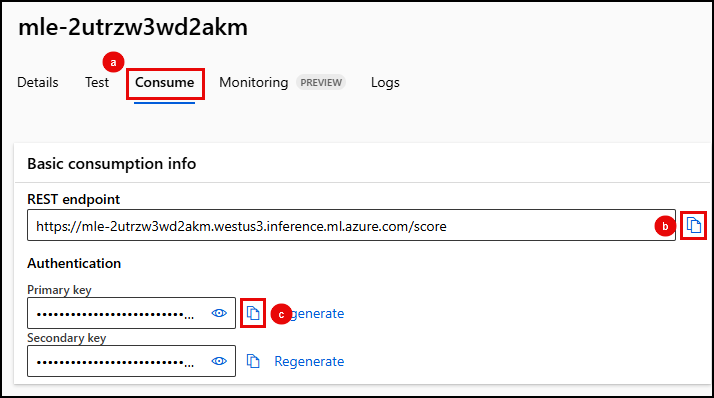 mle-2utrzw3wd2akm
a
Details Test Consume Monitoring PREVIEW Logs
Basic consumption info
REST endpoint
https://mle-2utrzw3wd2akm.westus3.inference.ml.azure.com/score b
Authentication
Primary key
••••••••••••••••••••••••••... c egenerate
Secondary key
••••••••••••••••••••••••••... Regenerate